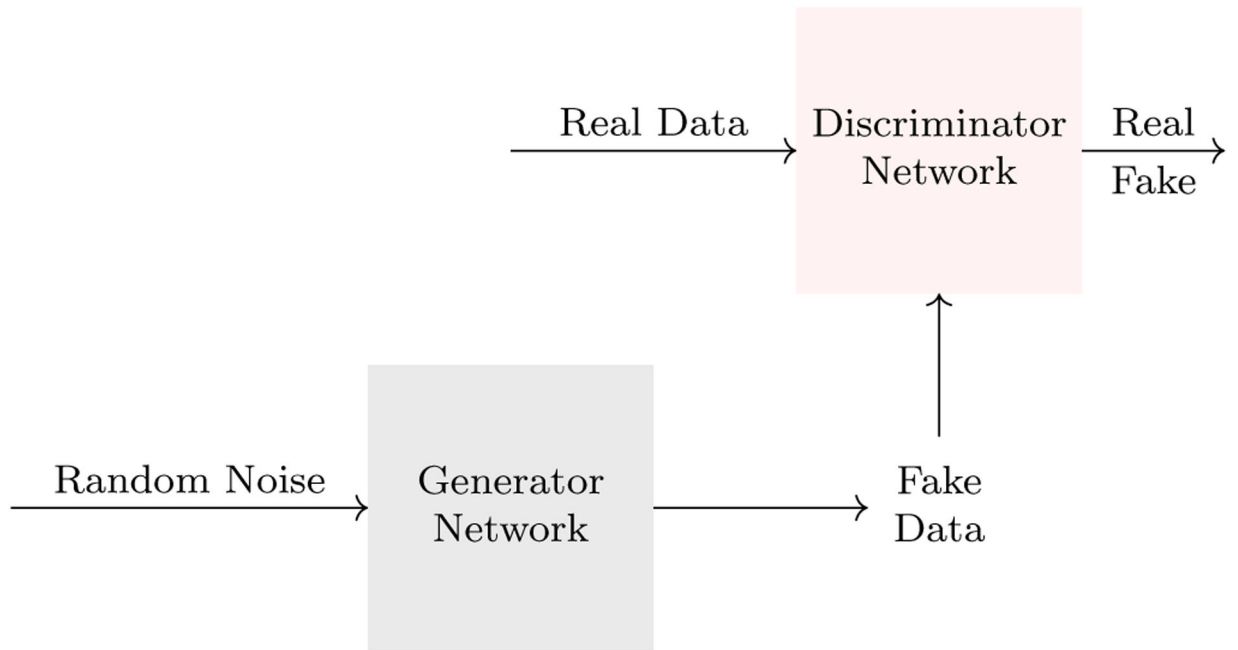 Real Data
Discriminator
Network
Real
Fake
Random Noise
Generator
Network
Fake
Data